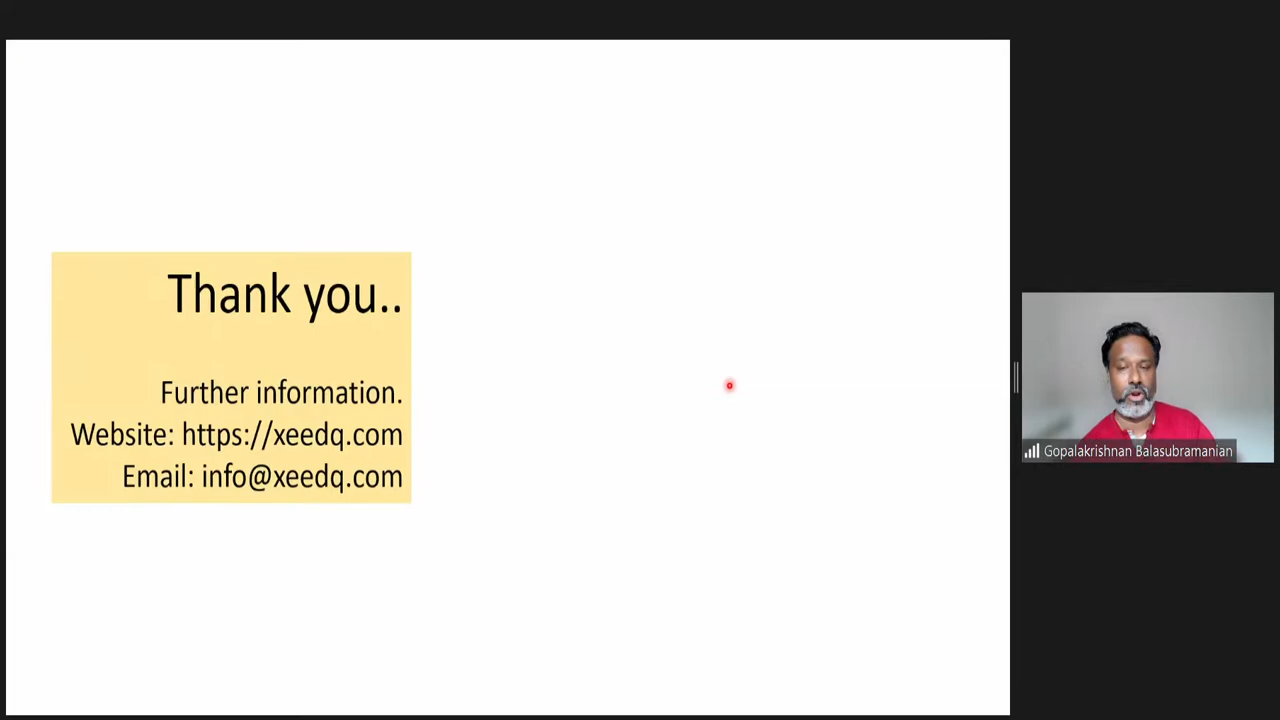 Thank you..
Further information.
Website: https://xeedq.com
Email: info@xeedq.com
Gopalakrishnan Balasubramanian